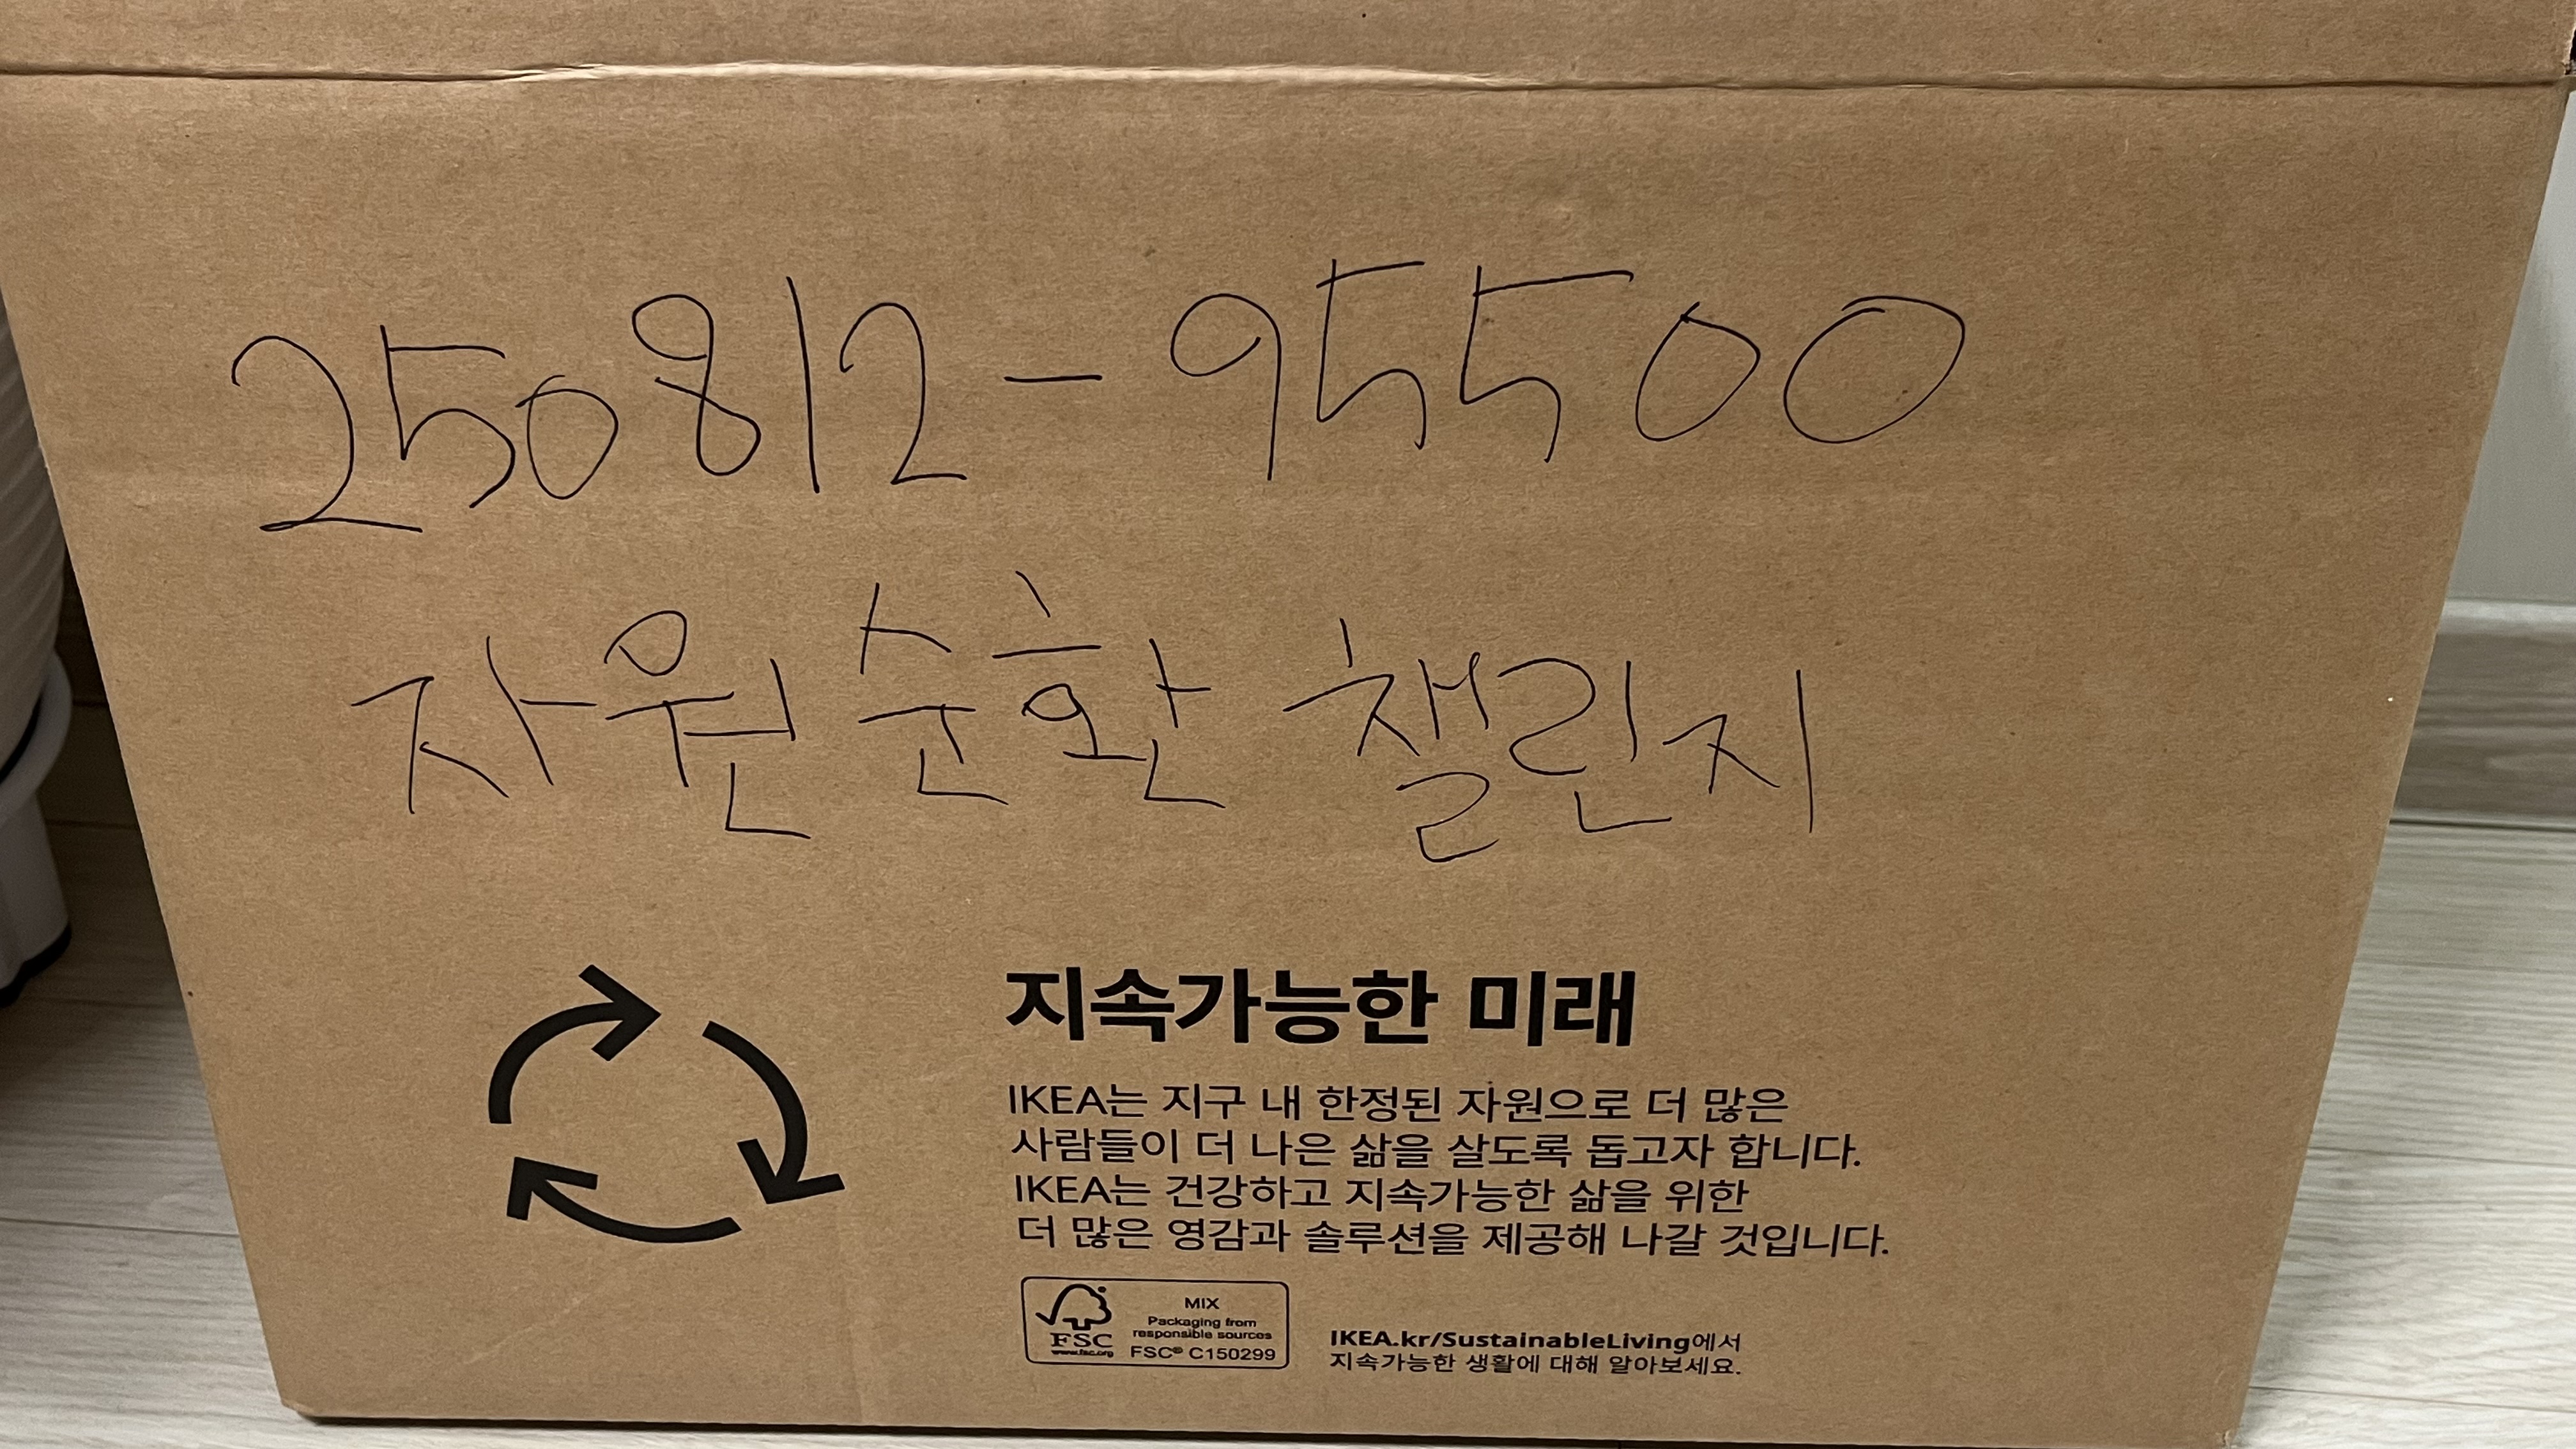 250812-95500
자원순환 챌린지
지속가능한 미래
IKEA는 지구 내 한정된 자원으로 더 많은
사람들이 더 나은 삶을 살도록 돕고자 합니다.
IKEA는 건강하고 지속가능한 삶을 위한
더 많은 영감과 솔루션을 제공해 나갈 것입니다.
FSC
www.fsc.org
MIX
Packaging from
responsible sources
FSC® C150299
IKEA.kr/SustainableLiving에서
지속가능한 생활에 대해 알아보세요.